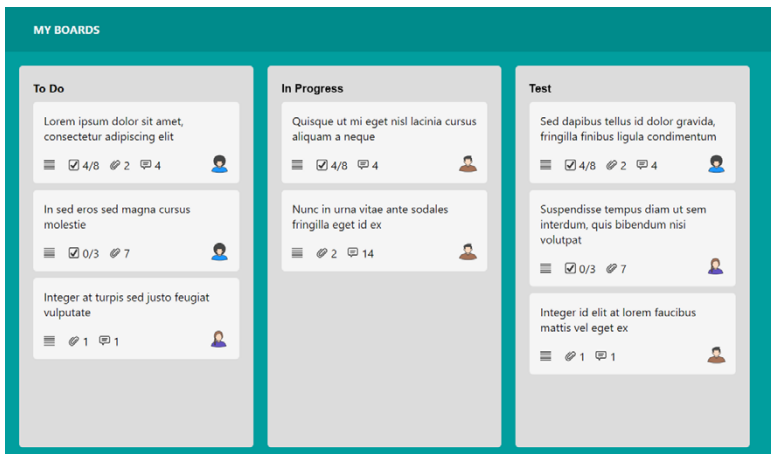 MY BOARDS
To Do
Lorem ipsum dolor sit amet,
consectetur adipiscing elit
4/8 2 4
In sed eros sed magna cursus
molestie
0/3 7
Integer at turpis sed justo feugiat
vulputate
1 1
In Progress
Quisque ut mi eget nisl lacinia cursus
aliquam a neque
4/8 4
Nunc in urna vitae ante sodales
fringilla eget id ex
2 14
Test
Sed dapibus tellus id dolor gravida,
fringilla finibus ligula condimentum
4/8 2 4
Suspendisse tempus diam ut sem
interdum, quis bibendum nisi
volutpat
0/3 7
Integer id elit at lorem faucibus
mattis vel eget ex
1 1